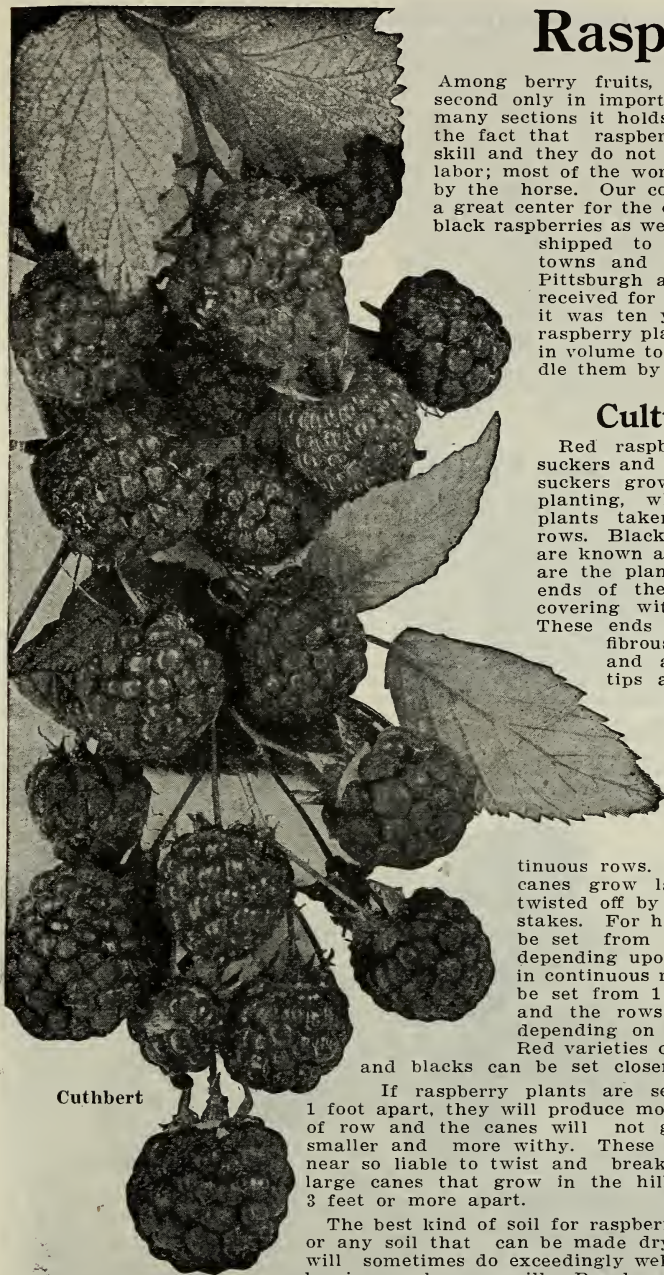 Rasp
Among berry fruits,
second only in import
many sections it holds
the fact that raspber
skill and they do not
labor; most of the wor
by the horse. Our co
a great center for the
black raspberries as we
shipped to
towns and
Pittsburgh a
received for
it was ten y
raspberry pla
in volume to
dle them by
Cult
Red raspb
suckers and
suckers grow
planting, w
plants taken
rows. Black
are known a
are the plan
ends of the
covering wit
These ends
fibrous
and a
tips a
tinuous rows.
canes grow la
twisted off by
stakes. For h
be set from
depending upo
in continuous r
be set from 1
and the rows
depending on
Red varieties
and blacks can be set closer
Cuthbert
If raspberry plants are se
1 foot apart, they will produce mo
of row and the canes will not g
smaller and more withy. These
near so liable to twist and break
large canes that grow in the hill
3 feet or more apart.
The best kind of soil for raspberr
or any soil that can be made dry
will sometimes do exceedingly wel